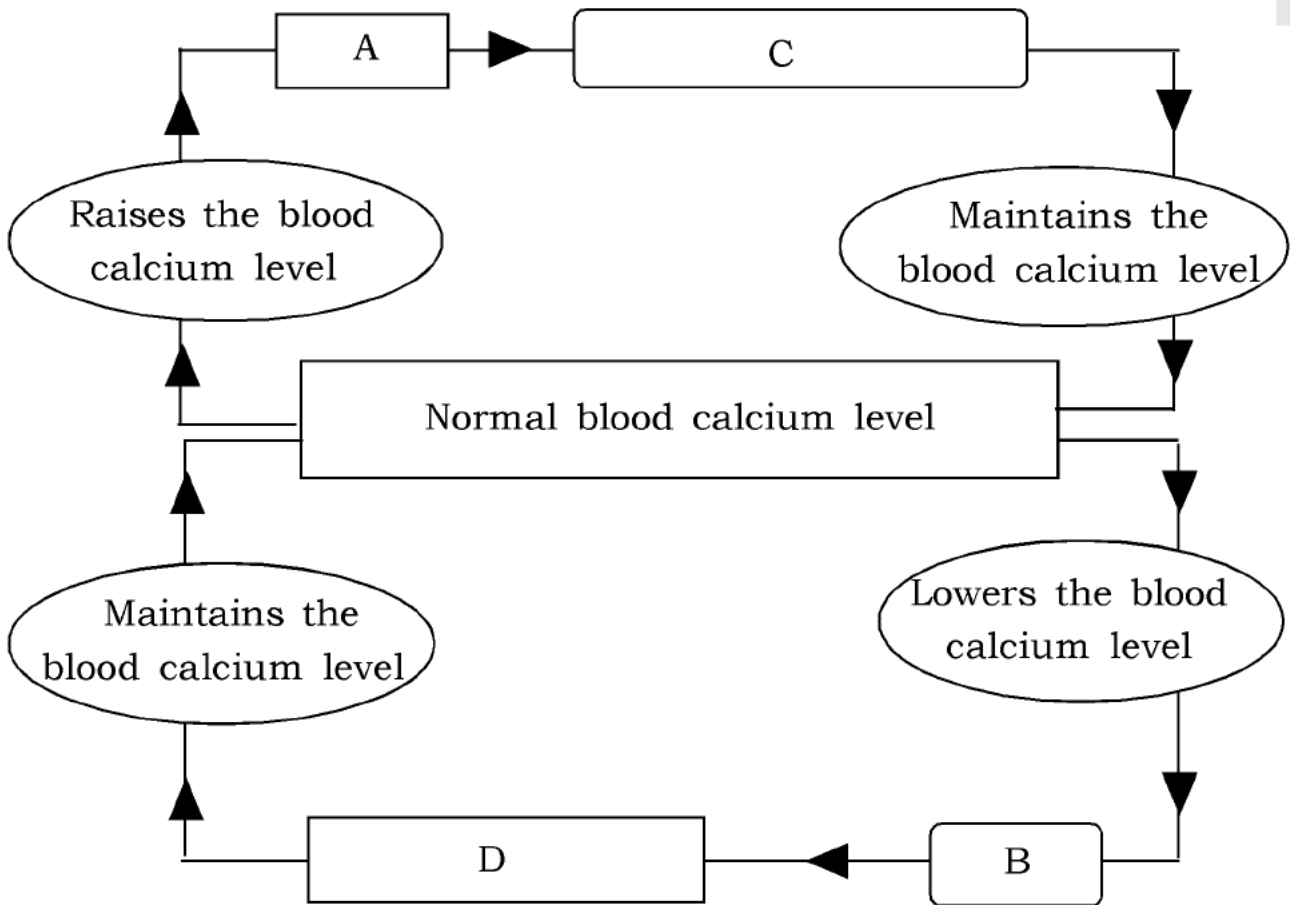 A
C
Raises the blood
calcium level
Maintains the
blood calcium level
Normal blood calcium level
Maintains the
blood calcium level
Lowers the blood
calcium level
D
B